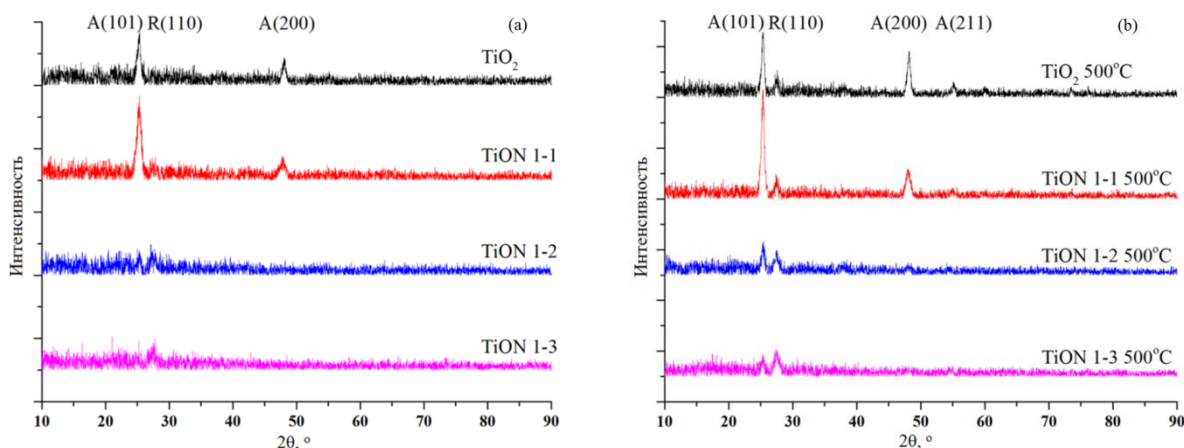 A(101) R(110) A(200) (a)
TiO2
TiON 1-1
TiON 1-2
TiON 1-3
Интенсивность
10 20 30 40 50 60 70 80 90
2θ, º
A(101) R(110) A(200) A(211) (b)
TiO2 500°C
TiON 1-1 500°C
TiON 1-2 500°C
TiON 1-3 500°C
Интенсивность
10 20 30 40 50 60 70 80 90
2θ, º